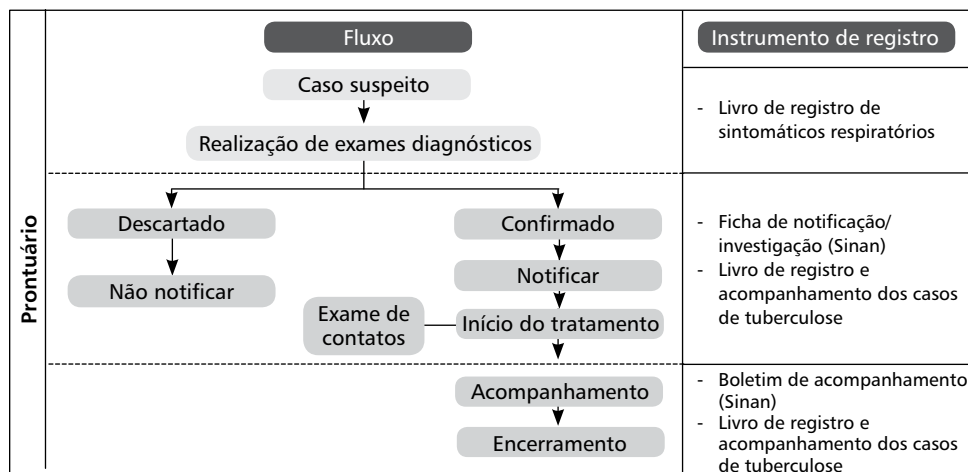 Prontuário
Fluxo
Instrumento de registro
Caso suspeito
Realização de exames diagnósticos
- Livro de registro de
sintomáticos respiratórios
Descartado
Não notificar
Confirmado
Notificar
Exame de
contatos
Início do tratamento
- Ficha de notificação/
investigação (Sinan)
- Livro de registro e
acompanhamento dos casos
de tuberculose
Acompanhamento
Encerramento
- Boletim de acompanhamento
(Sinan)
- Livro de registro e
acompanhamento dos casos
de tuberculose